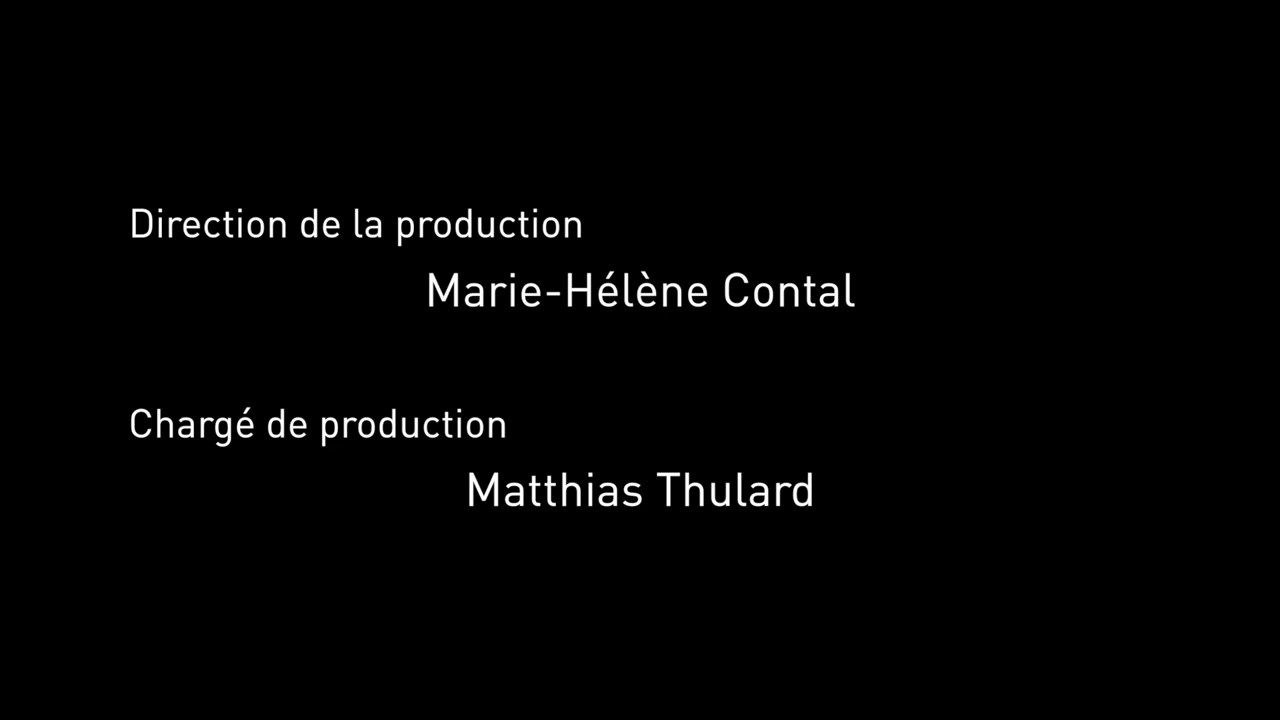 Direction de la production
Marie-Hélène Contal
Chargé de production
Matthias Thulard